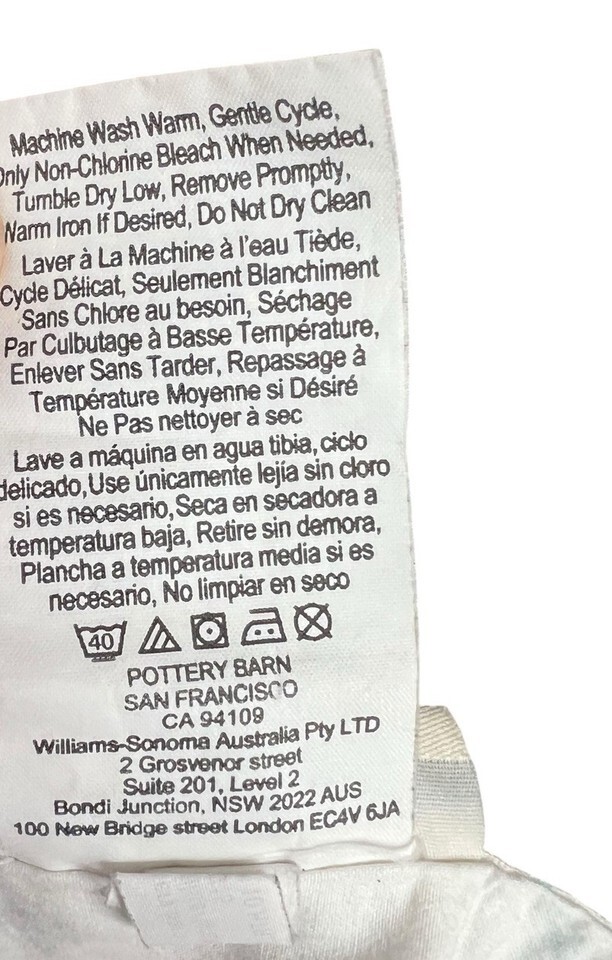 Machine Wash Warm, Gentle Cycle,
Only Non-Chlorine Bleach When Needed,
Tumble Dry Low, Remove Promptly,
Warm Iron If Desired, Do Not Dry Clean
Laver à La Machine à l'eau Tiède,
Cycle Délicat, Seulement Blanchiment
Sans Chlore au besoin, Séchage
Par Culbutage à Basse Température,
Enlever Sans Tarder, Repassage à
Température Moyenne si Désiré
Ne Pas nettoyer à sec
Lave a máquina en agua tibia, ciclo
delicado, Use únicamente lejía sin cloro
si es necesario, Seca en secadora a
temperatura baja, Retire sin demora,
Plancha a temperatura media si es
necesario, No limpiar en seco
40
POTTERY BARN
SAN FRANCISCO
CA 94109
Williams-Sonoma Australia Pty LTD
2 Grosvenor street
Suite 201, Level 2
Bondi Junction, NSW 2022 AUS
100 New Bridge street London EC4V 6JA